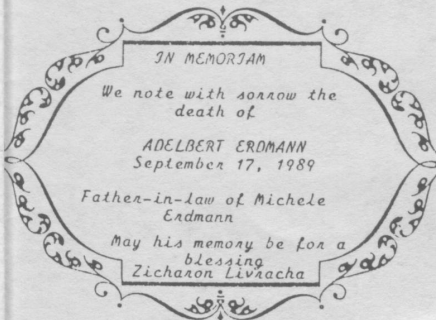 IN MEMORIAM
We note with sorrow the
death of
ADELBERT ERDMANN
September 17, 1989
Father-in-law of Michele
Erdmann
May his memory be for a
blessing
Zicharon Livracha